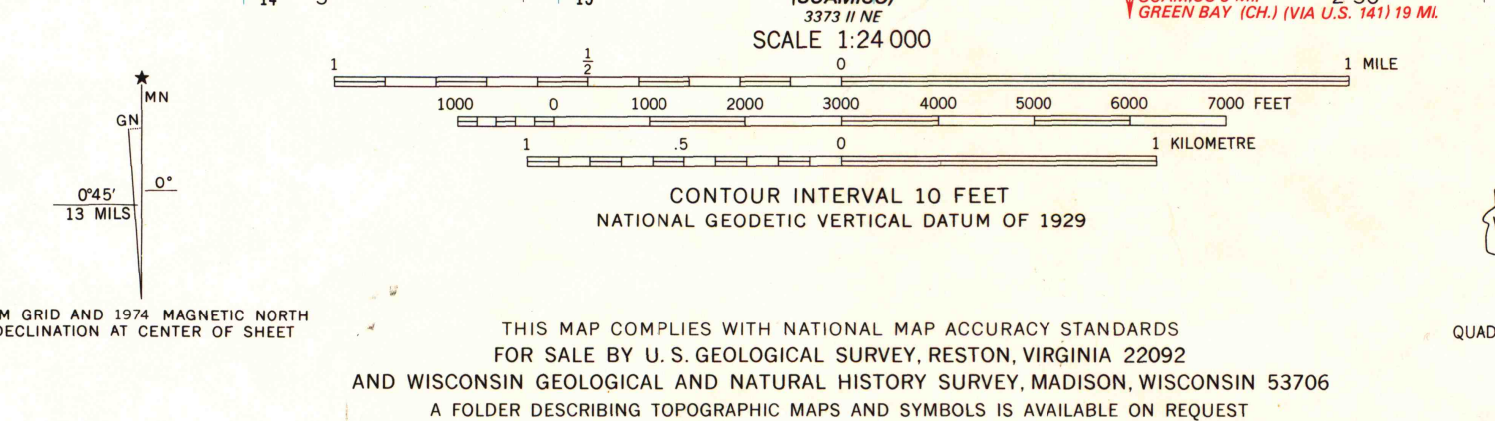 3373 II NE
GREEN BAY (CH.) (VIA U.S. 141) 19 MI.
SCALE 1:24 000
1 1/2 0 1 MILE
1000 0 1000 2000 3000 4000 5000 6000 7000 FEET
1 .5 0 1 KILOMETRE
CONTOUR INTERVAL 10 FEET
NATIONAL GEODETIC VERTICAL DATUM OF 1929
MN
GN
0°45' 0°
13 MILS
M GRID AND 1974 MAGNETIC NORTH
DECLINATION AT CENTER OF SHEET
THIS MAP COMPLIES WITH NATIONAL MAP ACCURACY STANDARDS
FOR SALE BY U. S. GEOLOGICAL SURVEY, RESTON, VIRGINIA 22092
AND WISCONSIN GEOLOGICAL AND NATURAL HISTORY SURVEY, MADISON, WISCONSIN 53706
A FOLDER DESCRIBING TOPOGRAPHIC MAPS AND SYMBOLS IS AVAILABLE ON REQUEST
QUAD